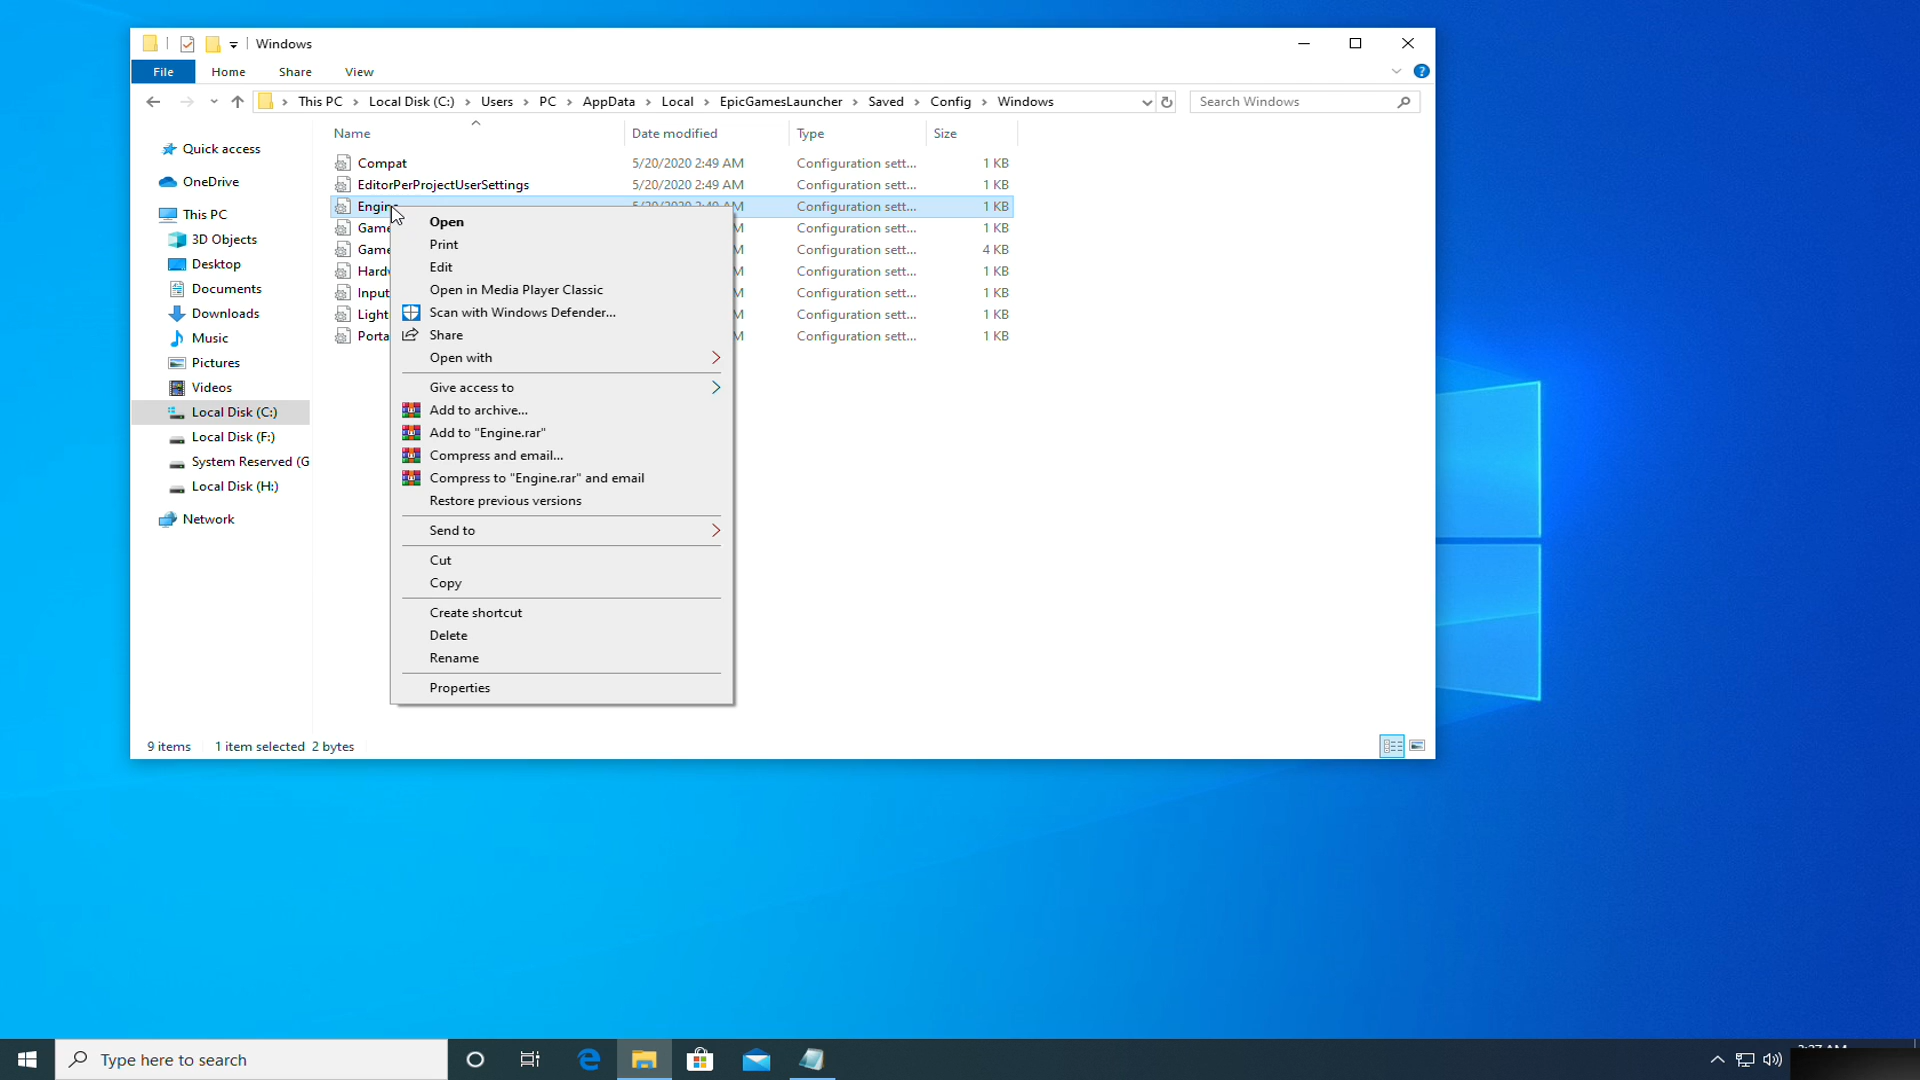 Windows
File Home Share View
This PC Local Disk (C:) Users PC AppData Local EpicGamesLauncher Saved Config Windows
Search Windows
Name Date modified Type Size
Quick access
OneDrive
This PC
3D Objects
Desktop
Documents
Downloads
Music
Pictures
Videos
Local Disk (C:)
Local Disk (F:)
System Reserved (G
Local Disk (H:)
Network
Compat 5/20/2020 2:49 AM Configuration sett... 1 KB
EditorPerProjectUserSettings 5/20/2020 2:49 AM Configuration sett... 1 KB
Engine Configuration sett... 1 KB
Game M Configuration sett... 1 KB
Game M Configuration sett... 4 KB
Hardw M Configuration sett... 1 KB
Input M Configuration sett... 1 KB
Light M Configuration sett... 1 KB
Porta M Configuration sett... 1 KB
Open
Print
Edit
Open in Media Player Classic
Scan with Windows Defender...
Share
Open with
Give access to
Add to archive...
Add to "Engine.rar"
Compress and email...
Compress to "Engine.rar" and email
Restore previous versions
Send to
Cut
Copy
Create shortcut
Delete
Rename
Properties
9 items 1 item selected 2 bytes
Type here to search